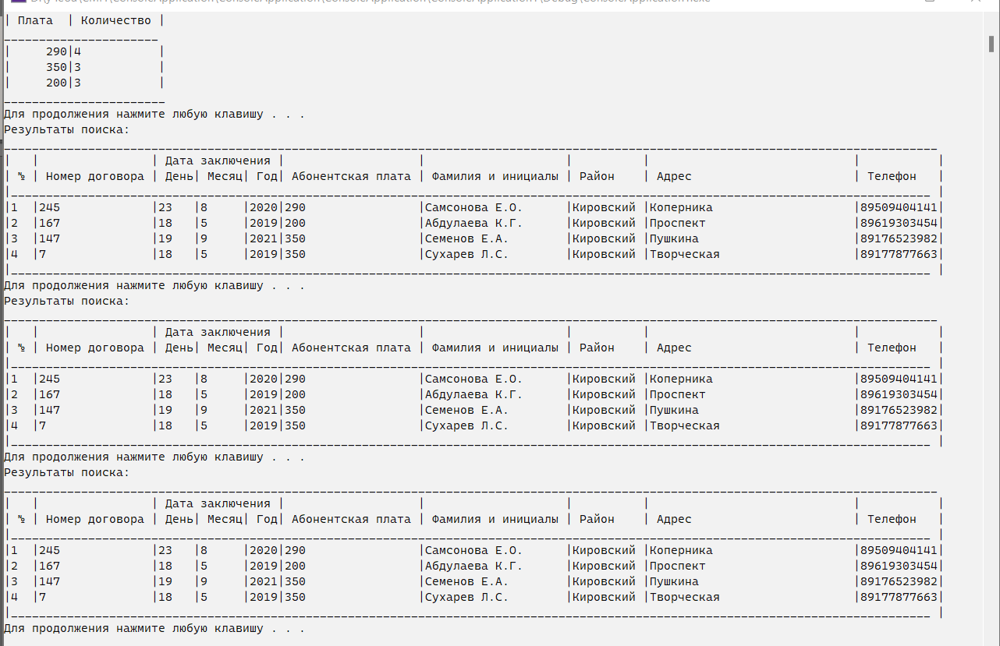 | Плата | Количество |
______________________
| 290|4 |
| 350|3 |
| 200|3 |
_______________________
Для продолжения нажмите любую клавишу . . .
Результаты поиска:
| | | Дата заключения | | | | | |
| № | Номер договора | День| Месяц| Год| Абонентская плата | Фамилия и инициалы | Район | Адрес | Телефон |
|1 |245 |23 |8 |2020|290 |Самсонова Е.О. |Кировский |Коперника |89509404141|
|2 |167 |18 |5 |2019|200 |Абдулаева К.Г. |Кировский |Проспект |89619303454|
|3 |147 |19 |9 |2021|350 |Семенов Е.А. |Кировский |Пушкина |89176523982|
|4 |7 |18 |5 |2019|350 |Сухарев Л.С. |Кировский |Творческая |89177877663|
Для продолжения нажмите любую клавишу . . .
Результаты поиска:
| | | Дата заключения | | | | | |
| № | Номер договора | День| Месяц| Год| Абонентская плата | Фамилия и инициалы | Район | Адрес | Телефон |
|1 |245 |23 |8 |2020|290 |Самсонова Е.О. |Кировский |Коперника |89509404141|
|2 |167 |18 |5 |2019|200 |Абдулаева К.Г. |Кировский |Проспект |89619303454|
|3 |147 |19 |9 |2021|350 |Семенов Е.А. |Кировский |Пушкина |89176523982|
|4 |7 |18 |5 |2019|350 |Сухарев Л.С. |Кировский |Творческая |89177877663|
Для продолжения нажмите любую клавишу . . .
Результаты поиска:
| | | Дата заключения | | | | | |
| № | Номер договора | День| Месяц| Год| Абонентская плата | Фамилия и инициалы | Район | Адрес | Телефон |
|1 |245 |23 |8 |2020|290 |Самсонова Е.О. |Кировский |Коперника |89509404141|
|2 |167 |18 |5 |2019|200 |Абдулаева К.Г. |Кировский |Проспект |89619303454|
|3 |147 |19 |9 |2021|350 |Семенов Е.А. |Кировский |Пушкина |89176523982|
|4 |7 |18 |5 |2019|350 |Сухарев Л.С. |Кировский |Творческая |89177877663|
Для продолжения нажмите любую клавишу . . .